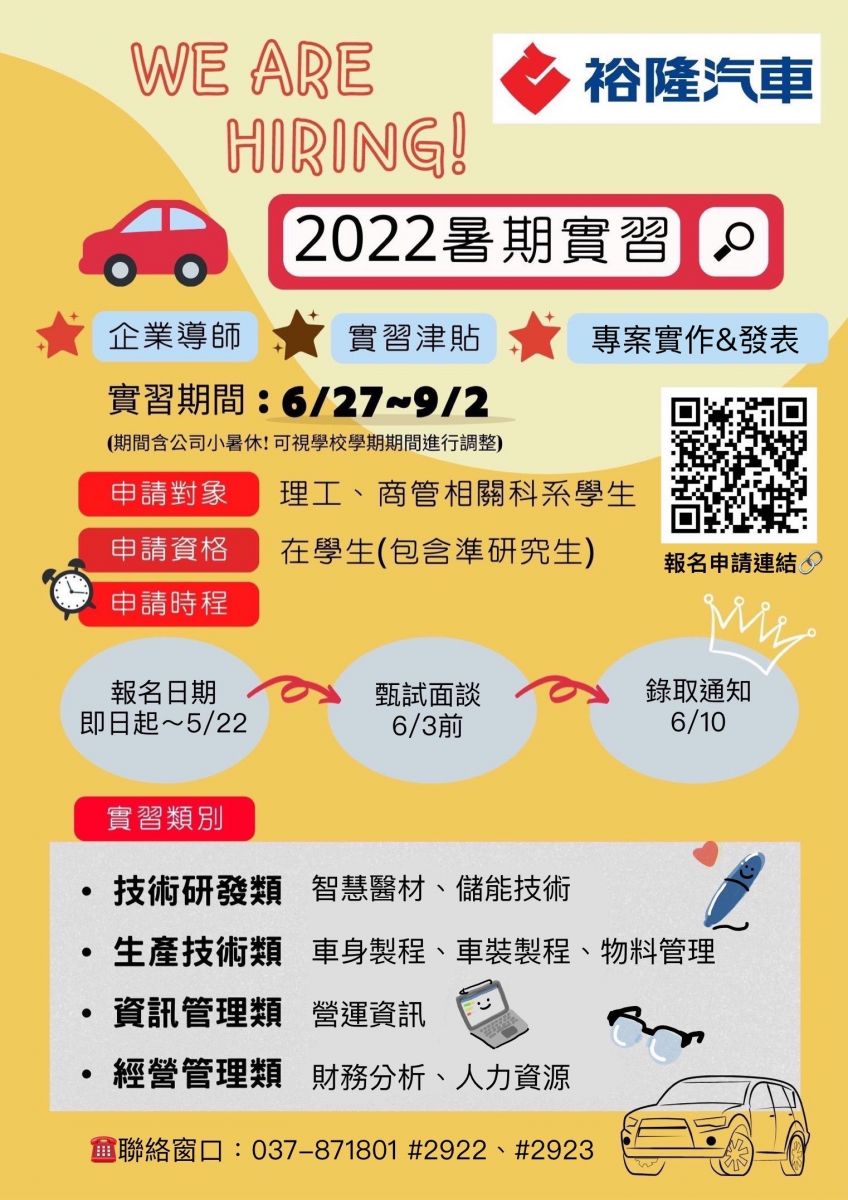 WE ARE
HIRING!
裕隆汽車
2022暑期實習
企業導師
實習津貼
專案實作&發表
實習期間：6/27~9/2
(期間含公司小暑休! 可視學校學期期間進行調整)
申請對象 理工、商管相關科系學生
申請資格 在學生(包含準研究生)
報名申請連結
申請時程
報名日期
即日起～5/22
甄試面談
6/3前
錄取通知
6/10
實習類別
• 技術研發類 智慧醫材、儲能技術
• 生產技術類 車身製程、車裝製程、物料管理
• 資訊管理類 營運資訊
• 經營管理類 財務分析、人力資源
☎聯絡窗口：037–871801 #2922、#2923